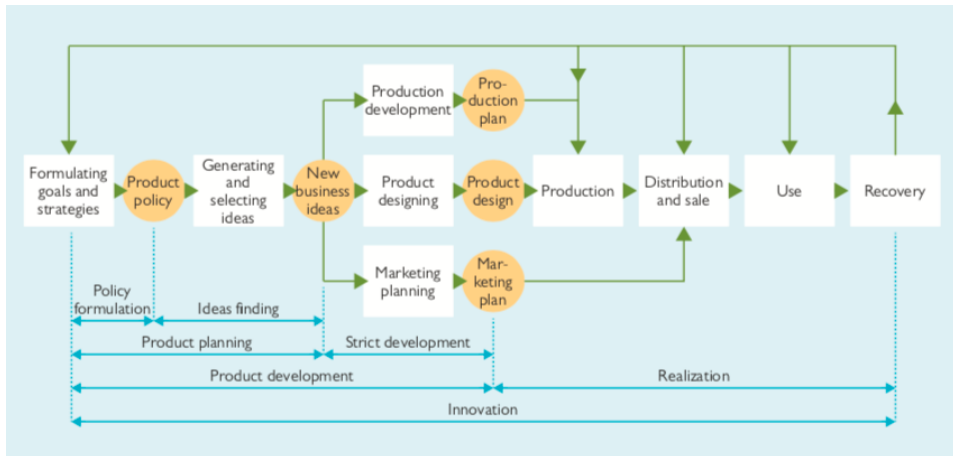 Production
development
Pro-
duction
plan
Formulating
goals and
strategies
Product
policy
Generating
and
selecting
ideas
New
business
ideas
Product
designing
Product
design
Production
Distribution
and sale
Use
Recovery
Marketing
planning
Mar-
keting
plan
Policy
formulation
Ideas finding
Product planning
Strict development
Product development
Realization
Innovation